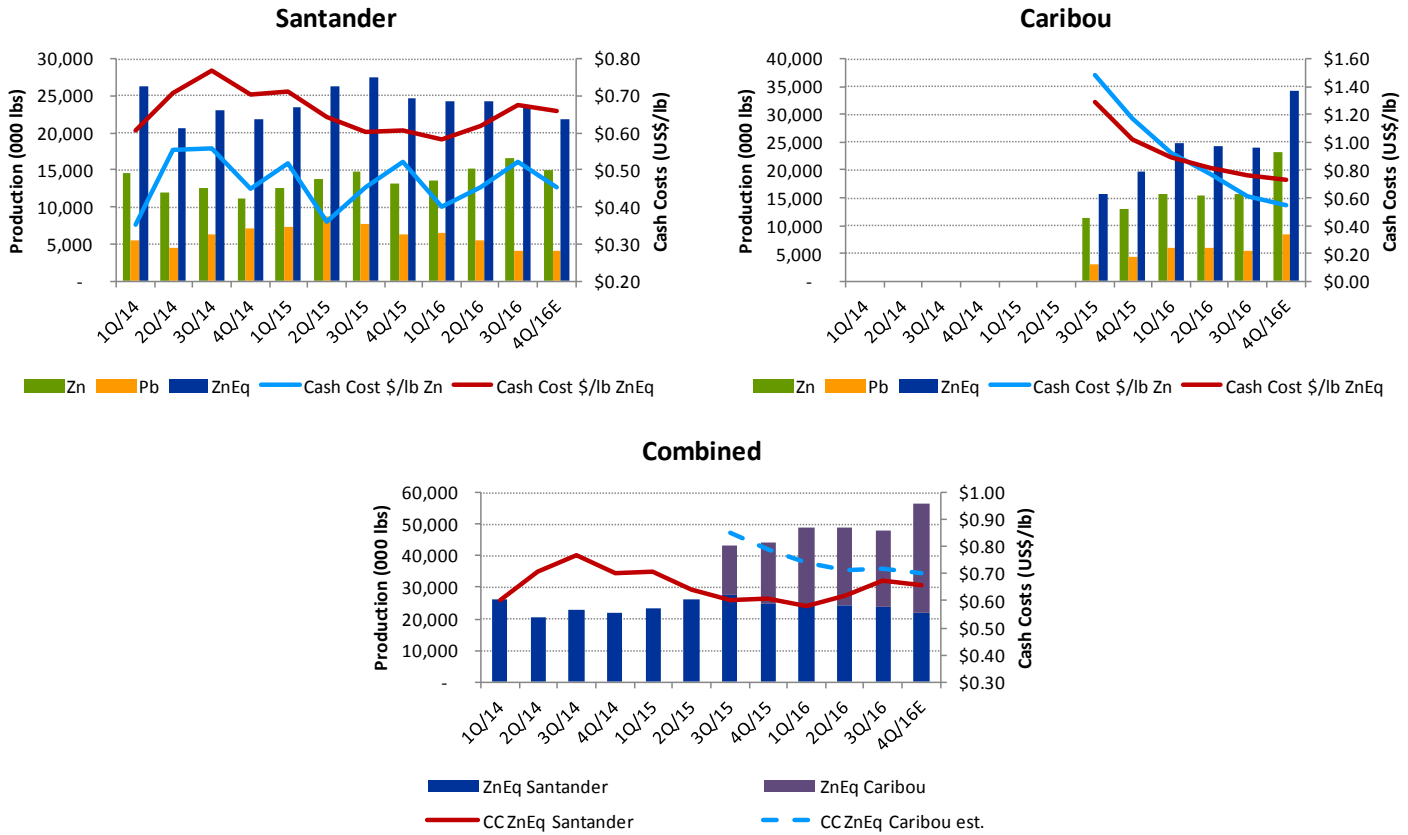 Santander
Production (000 lbs)
30,000
25,000
20,000
15,000
10,000
5,000
-
$0.80
$0.70
$0.60
$0.50
$0.40
$0.30
$0.20
Cash Costs (US$/lb)
1Q/14
2Q/14
3Q/14
4Q/14
1Q/15
2Q/15
3Q/15
4Q/15
1Q/16
2Q/16
3Q/16
4Q/16E
Zn Pb ZnEq Cash Cost $/lb Zn Cash Cost $/lb ZnEq
Caribou
Production (000 lbs)
40,000
35,000
30,000
25,000
20,000
15,000
10,000
5,000
-
$1.60
$1.40
$1.20
$1.00
$0.80
$0.60
$0.40
$0.20
$0.00
Cash Costs (US$/lb)
1Q/14
2Q/14
3Q/14
4Q/14
1Q/15
2Q/15
3Q/15
4Q/15
1Q/16
2Q/16
3Q/16
4Q/16E
Zn Pb ZnEq Cash Cost $/lb Zn Cash Cost $/lb ZnEq
Combined
Production (000 lbs)
60,000
50,000
40,000
30,000
20,000
10,000
-
$1.00
$0.90
$0.80
$0.70
$0.60
$0.50
$0.40
$0.30
Cash Costs (US$/lb)
1Q/14
2Q/14
3Q/14
4Q/14
1Q/15
2Q/15
3Q/15
4Q/15
1Q/16
2Q/16
3Q/16
4Q/16E
ZnEq Santander ZnEq Caribou
CC ZnEq Santander CC ZnEq Caribou est.